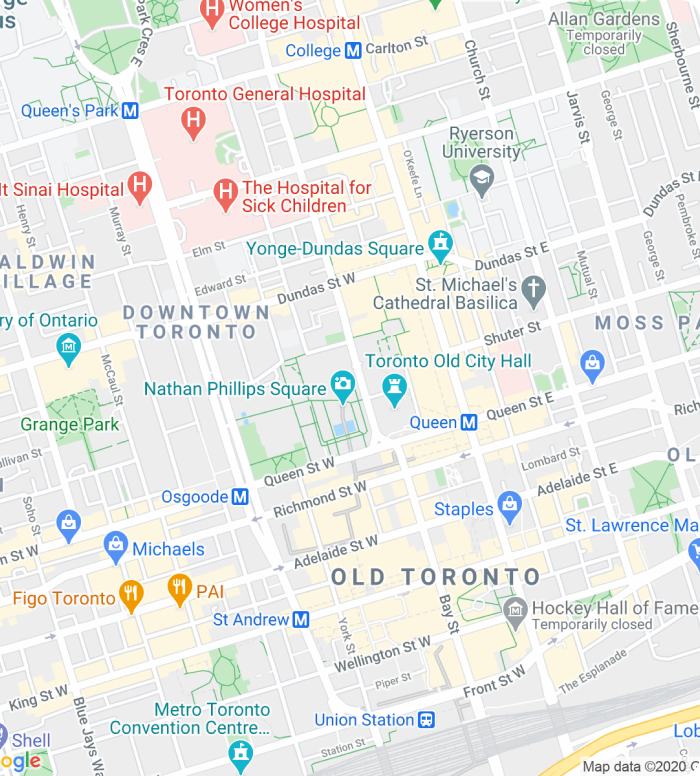 ge
us
Park Cres E
Women's
College Hospital
College M
Carlton St
Allan Gardens
Temporarily
closed
Sherbourne St
Church St
Jarvis St
George St
Queen's Park M
Toronto General Hospital
Ryerson
University
O'Keefe Ln
It Sinai Hospital
The Hospital for
Sick Children
Henry St
Murray St
Elm St
Dundas St
Pembroke St
George St
Mutual St
Yonge-Dundas Square
Dundas St E
ALDWIN
ILLAGE
Edward St
Dundas St W
St. Michael's
Cathedral Basilica
DOWNTOWN
TORONTO
ry of Ontario
Shuter St
MOSS PA
McCaul St
Toronto Old City Hall
Nathan Phillips Square
Queen St E
Rich
Grange Park
Queen M
ullivan St
Queen St W
Lombard St
OL
Adelaide St E
Soho St
Osgoode M
Richmond St W
Staples
St. Lawrence Ma
n St W
Michaels
Adelaide St W
OLD TORONTO
Figo Toronto
PAI
St Andrew M
York St
Bay St
Hockey Hall of Fame
Temporarily closed
Wellington St W
Piper St
Front St W
The Esplanade
King St W
Blue Jays Wa
Metro Toronto
Convention Centre...
Union Station
Station St
Shell
Lob
ogle
Map data ©2020 G